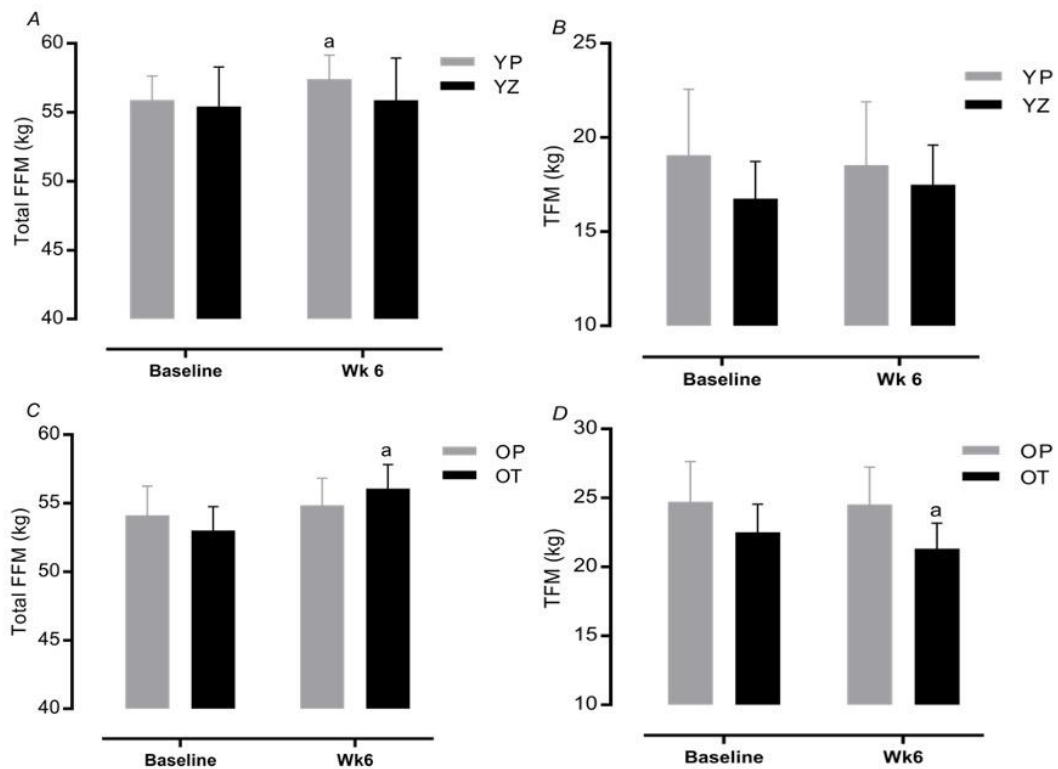 A
Total FFM (kg)
60
55
50
45
40
a
YP
YZ
Baseline
Wk 6
B
TFM (kg)
25
20
15
10
YP
YZ
Baseline
Wk 6
C
Total FFM (kg)
60
55
50
45
40
a
OP
OT
Baseline
Wk6
D
TFM (kg)
30
25
20
15
10
a
OP
OT
Baseline
Wk6